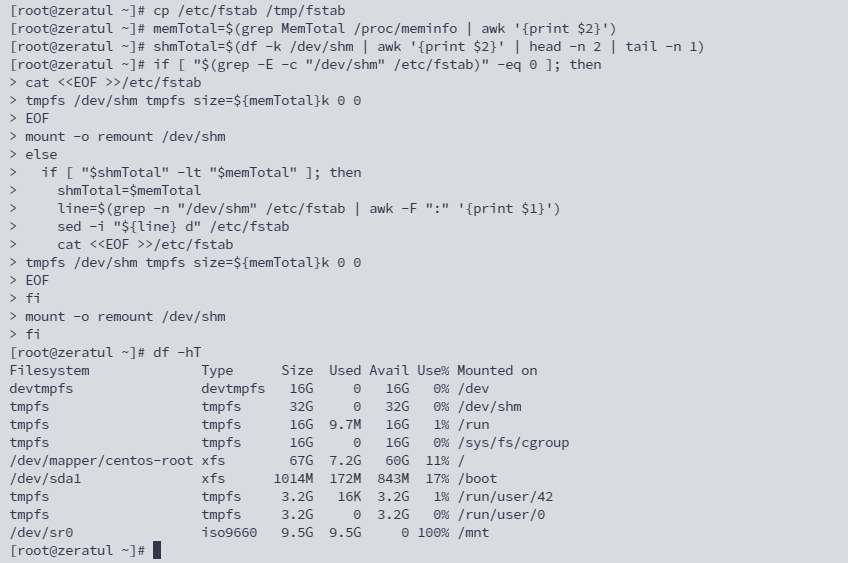 [root@zeratul ~]# cp /etc/fstab /tmp/fstab
[root@zeratul ~]# memTotal=$(grep MemTotal /proc/meminfo | awk '{print $2}')
[root@zeratul ~]# shmTotal=$(df -k /dev/shm | awk '{print $2}' | head -n 2 | tail -n 1)
[root@zeratul ~]# if [ "$(grep -E -c "/dev/shm" /etc/fstab)" -eq 0 ]; then
> cat <<EOF >>/etc/fstab
> tmpfs /dev/shm tmpfs size=${memTotal}k 0 0
> EOF
> mount -o remount /dev/shm
> else
>   if [ "$shmTotal" -lt "$memTotal" ]; then
>     shmTotal=$memTotal
>     line=$(grep -n "/dev/shm" /etc/fstab | awk -F ":" '{print $1}')
>     sed -i "${line} d" /etc/fstab
>     cat <<EOF >>/etc/fstab
> tmpfs /dev/shm tmpfs size=${memTotal}k 0 0
> EOF
> fi
> mount -o remount /dev/shm
> fi
[root@zeratul ~]# df -hT
Filesystem              Type      Size  Used Avail Use% Mounted on
devtmpfs                devtmpfs   16G     0   16G   0% /dev
tmpfs                   tmpfs      32G     0   32G   0% /dev/shm
tmpfs                   tmpfs      16G  9.7M   16G   1% /run
tmpfs                   tmpfs      16G     0   16G   0% /sys/fs/cgroup
/dev/mapper/centos-root xfs        67G  7.2G   60G  11% /
/dev/sda1               xfs      1014M  172M  843M  17% /boot
tmpfs                   tmpfs     3.2G   16K  3.2G   1% /run/user/42
tmpfs                   tmpfs     3.2G     0  3.2G   0% /run/user/0
/dev/sr0                iso9660   9.5G  9.5G     0 100% /mnt
[root@zeratul ~]#